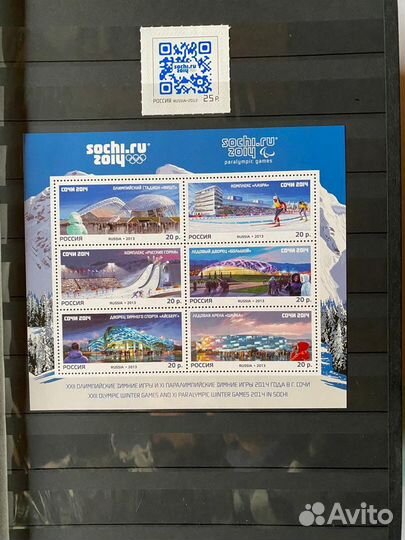 sochi.ru
2014
РОССИЯ RUSSIA•2013 25 Р.
sochi.ru
2014
sochi.ru
2014
paralympic games
СОЧИ 2014
ОЛИМПИЙСКИЙ СТАДИОН «ФИШТ»
РОССИЯ RUSSIA • 2013 20 р.
СОЧИ 2014
КОМПЛЕКС «ЛАУРА»
РОССИЯ RUSSIA • 2013 20 р.
СОЧИ 2014
КОМПЛЕКС «РУССКИЕ ГОРКИ»
РОССИЯ RUSSIA • 2013 20 р.
СОЧИ 2014
ЛЕДОВЫЙ ДВОРЕЦ «БОЛЬШОЙ»
РОССИЯ RUSSIA • 2013 20 р.
СОЧИ 2014
ДВОРЕЦ ЗИМНЕГО СПОРТА «АЙСБЕРГ»
РОССИЯ RUSSIA • 2013 20 р.
СОЧИ 2014
ЛЕДОВАЯ АРЕНА «ШАЙБА»
РОССИЯ RUSSIA • 2013 20 р.
XXII ОЛИМПИЙСКИЕ ЗИМНИЕ ИГРЫ И XI ПАРАЛИМПИЙСКИЕ ЗИМНИЕ ИГРЫ 2014 ГОДА В Г. СОЧИ
XXII OLYMPIC WINTER GAMES AND XI PARALYMPIC WINTER GAMES 2014 IN SOCHI
Avito